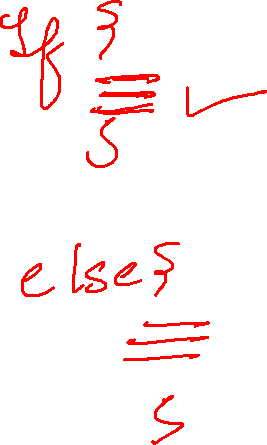 If {
}
else {
}